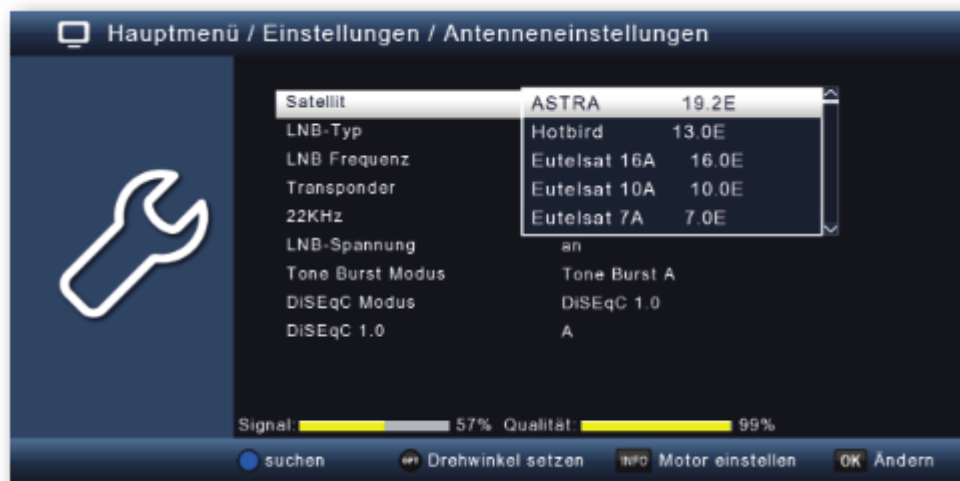 Hauptmenü / Einstellungen / Antenneneinstellungen
Satellit ASTRA 19.2E
LNB-Typ Hotbird 13.0E
LNB Frequenz Eutelsat 16A 16.0E
Transponder Eutelsat 10A 10.0E
22KHz Eutelsat 7A 7.0E
LNB-Spannung an
Tone Burst Modus Tone Burst A
DiSEqC Modus DiSEqC 1.0
DiSEqC 1.0 A
Signal: 57% Qualität: 99%
suchen Drehwinkel setzen INFO Motor einstellen OK Ändern